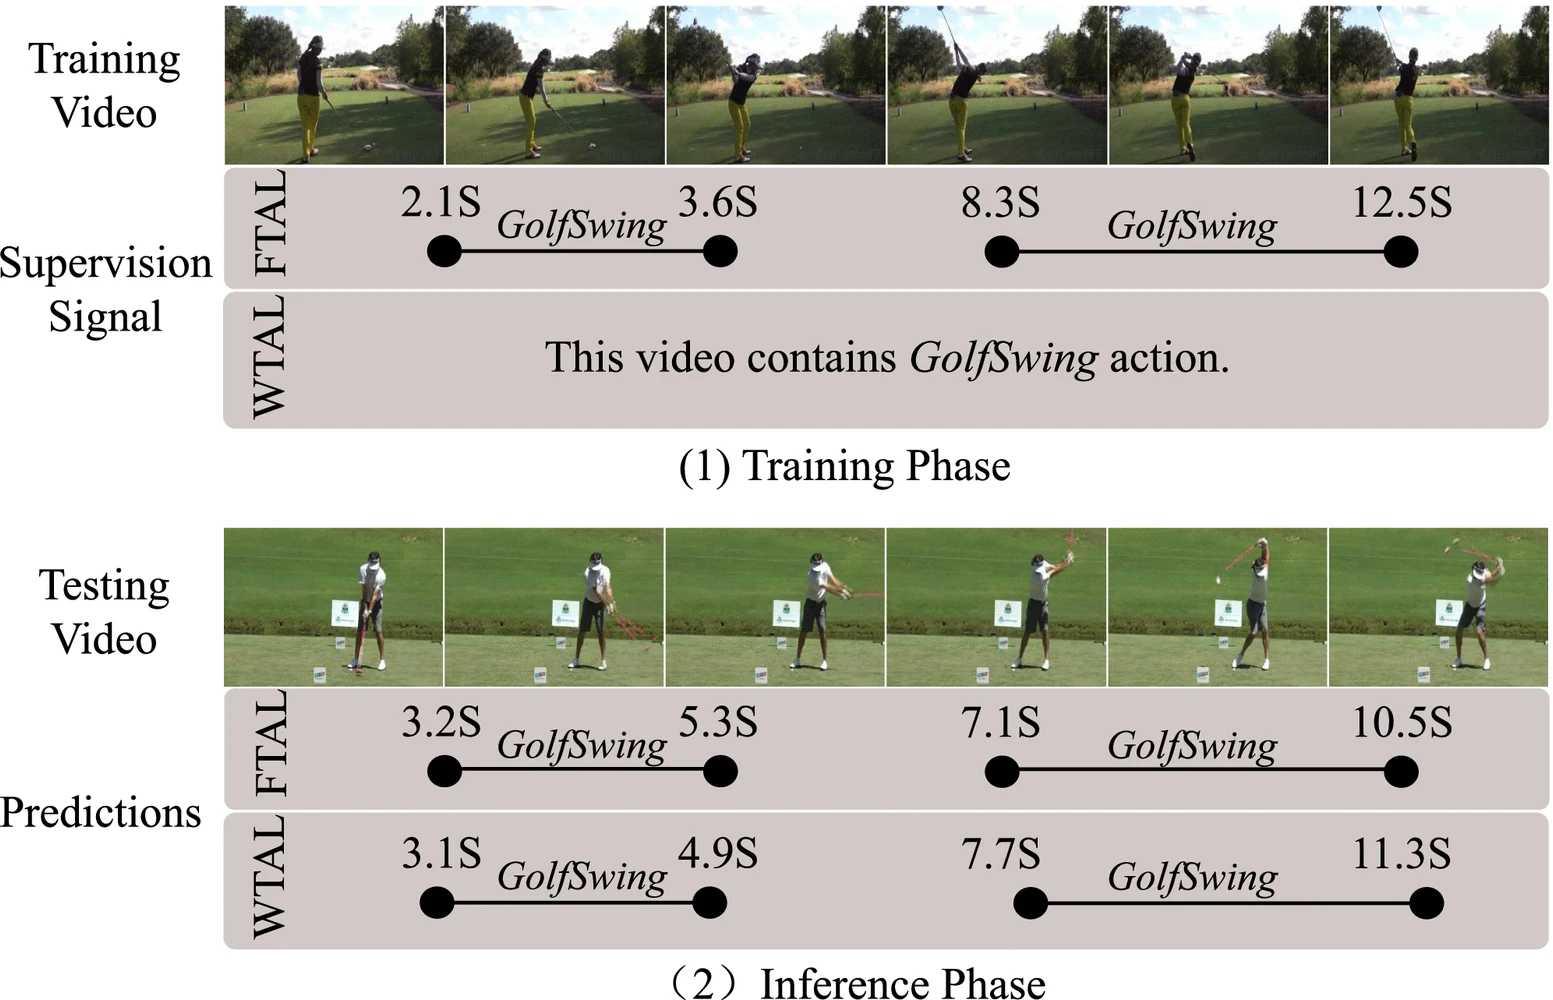 Training
Video
Supervision
Signal
FTAL
2.1S GolfSwing 3.6S 8.3S GolfSwing 12.5S
WTAL
This video contains GolfSwing action.
(1) Training Phase
Testing
Video
Predictions
FTAL
3.2S GolfSwing 5.3S 7.1S GolfSwing 10.5S
WTAL
3.1S GolfSwing 4.9S 7.7S GolfSwing 11.3S
（2）Inference Phase